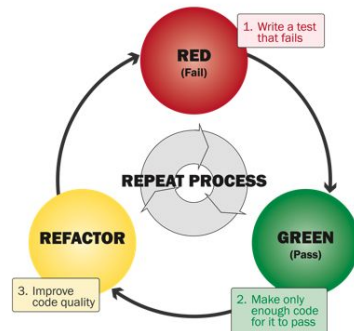 RED
(Fail)
1. Write a test
that fails
REPEAT PROCESS
REFACTOR
GREEN
(Pass)
3. Improve
code quality
2. Make only
enough code
for it to pass